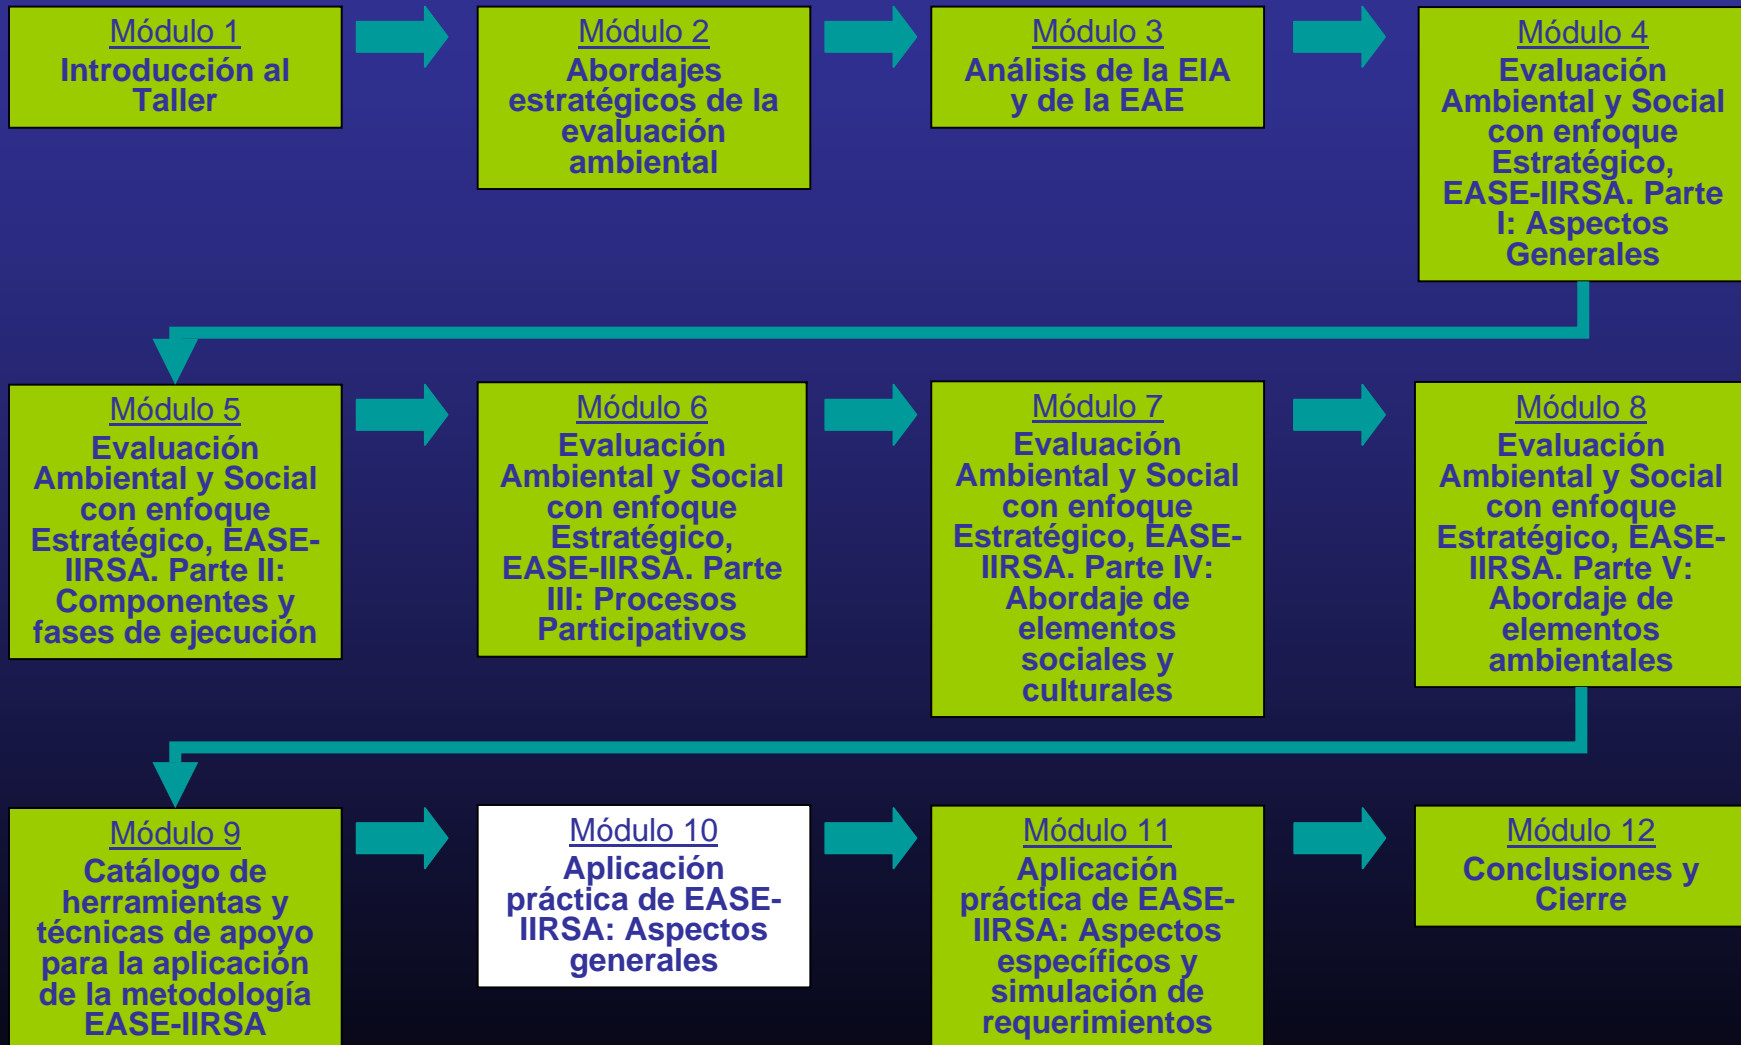 Módulo 1
Introducción al
Taller
Módulo 2
Abordajes
estratégicos de la
evaluación
ambiental
Módulo 3
Análisis de la EIA
y de la EAE
Módulo 4
Evaluación
Ambiental y Social
con enfoque
Estratégico,
EASE-IIRSA. Parte
I: Aspectos
Generales
Módulo 5
Evaluación
Ambiental y Social
con enfoque
Estratégico, EASE-
IIRSA. Parte II:
Componentes y
fases de ejecución
Módulo 6
Evaluación
Ambiental y Social
con enfoque
Estratégico,
EASE-IIRSA. Parte
III: Procesos
Participativos
Módulo 7
Evaluación
Ambiental y Social
con enfoque
Estratégico, EASE-
IIRSA. Parte IV:
Abordaje de
elementos
sociales y
culturales
Módulo 8
Evaluación
Ambiental y Social
con enfoque
Estratégico, EASE-
IIRSA. Parte V:
Abordaje de
elementos
ambientales
Módulo 9
Catálogo de
herramientas y
técnicas de apoyo
para la aplicación
de la metodología
EASE-IIRSA
Módulo 10
Aplicación
práctica de EASE-
IIRSA: Aspectos
generales
Módulo 11
Aplicación
práctica de EASE-
IIRSA: Aspectos
específicos y
simulación de
requerimientos
Módulo 12
Conclusiones y
Cierre